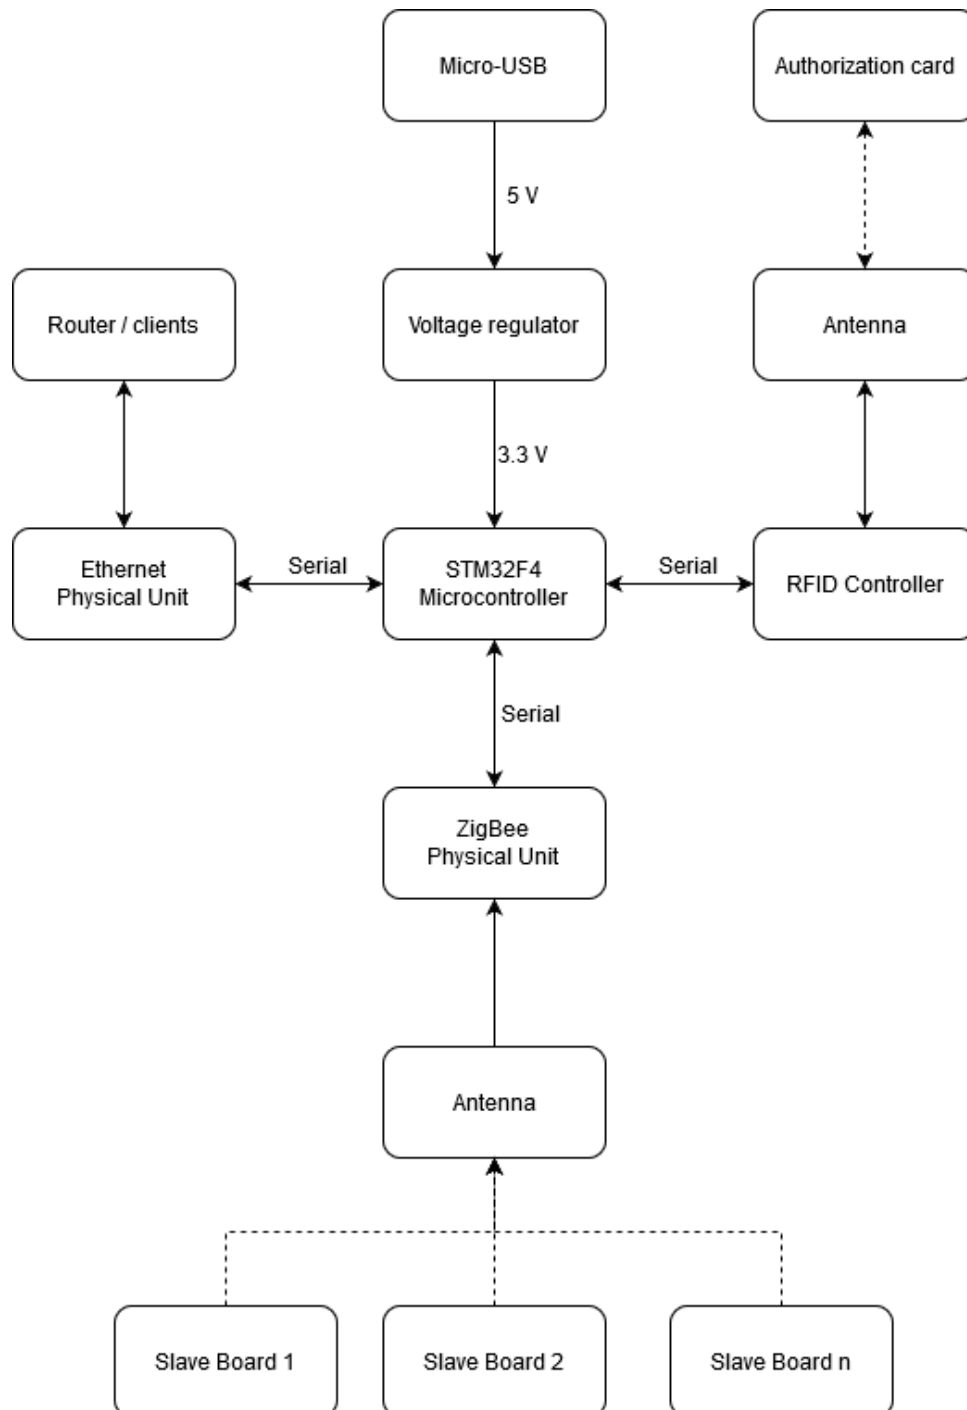 Micro-USB
Authorization card
5 V
Router / clients
Voltage regulator
Antenna
3.3 V
Ethernet
Physical Unit
Serial
STM32F4
Microcontroller
Serial
RFID Controller
Serial
ZigBee
Physical Unit
Antenna
Slave Board 1
Slave Board 2
Slave Board n